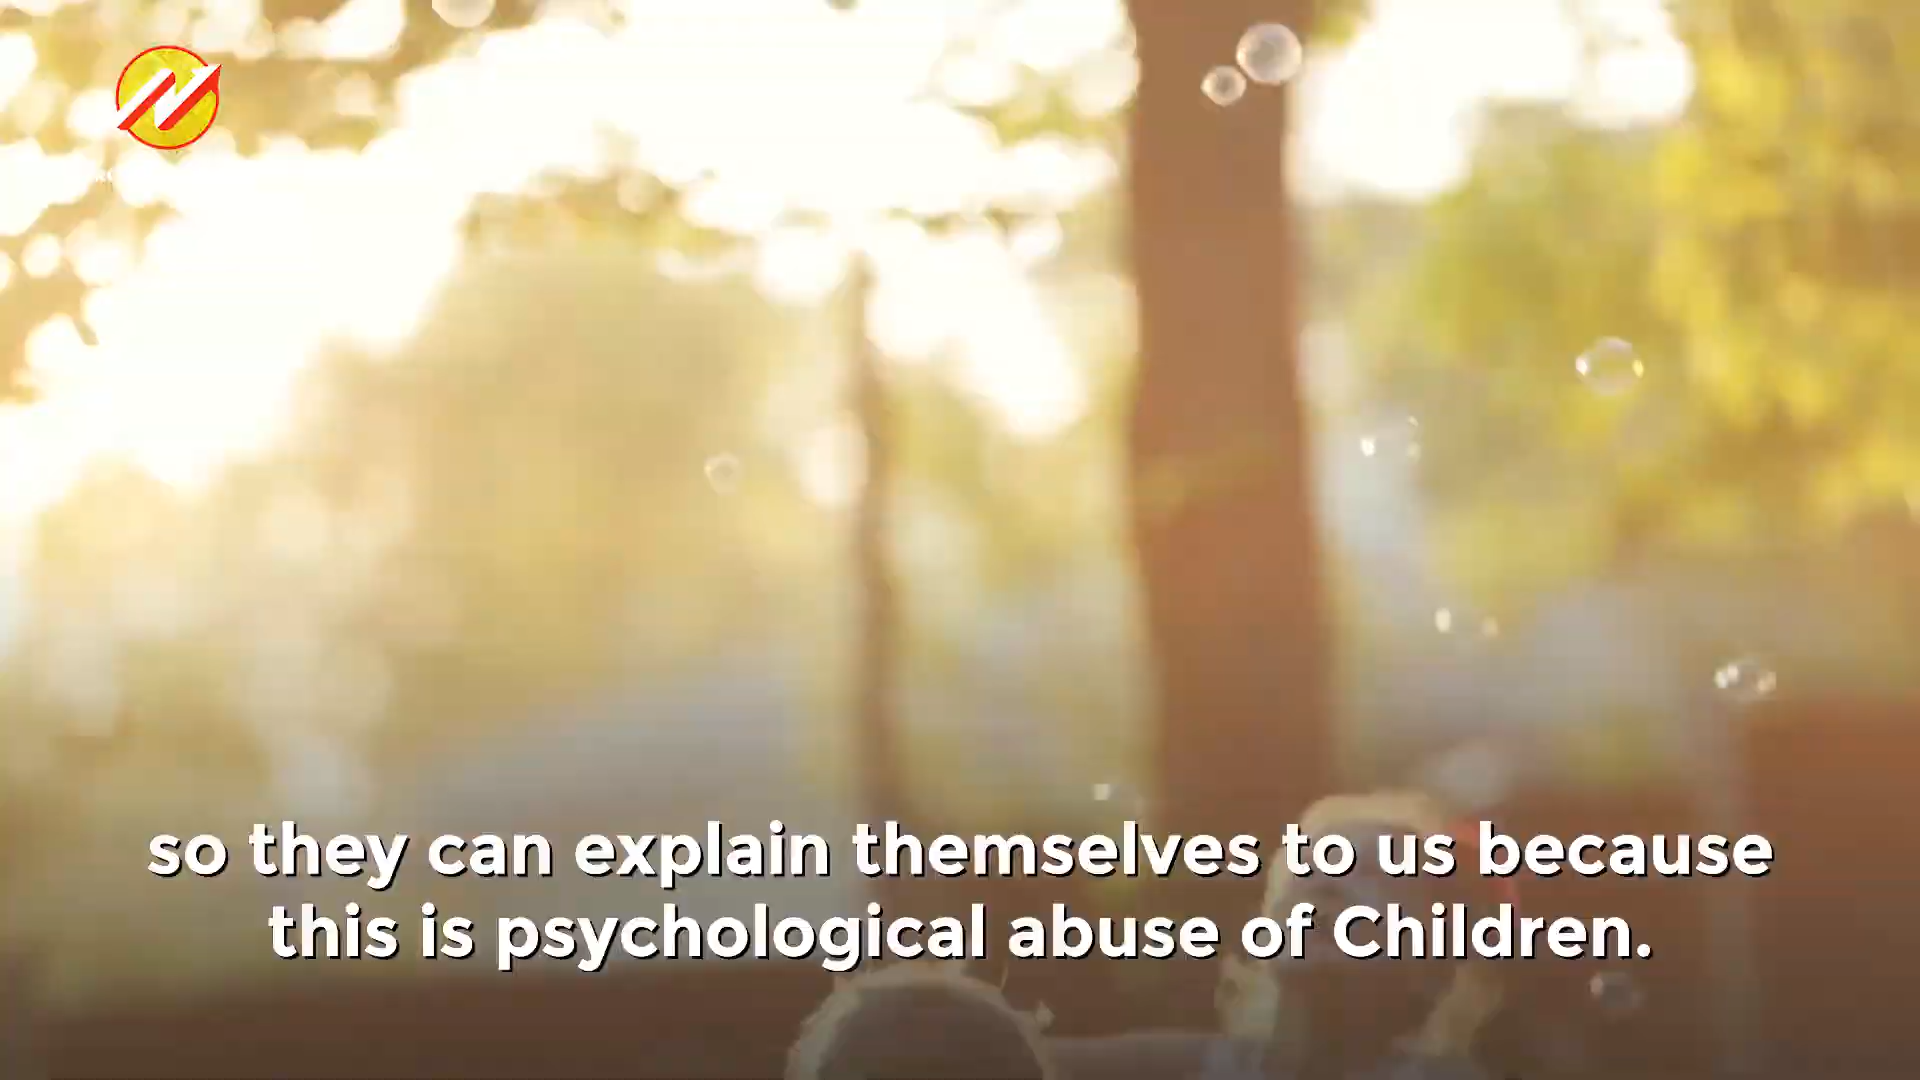 so they can explain themselves to us because
this is psychological abuse of Children.